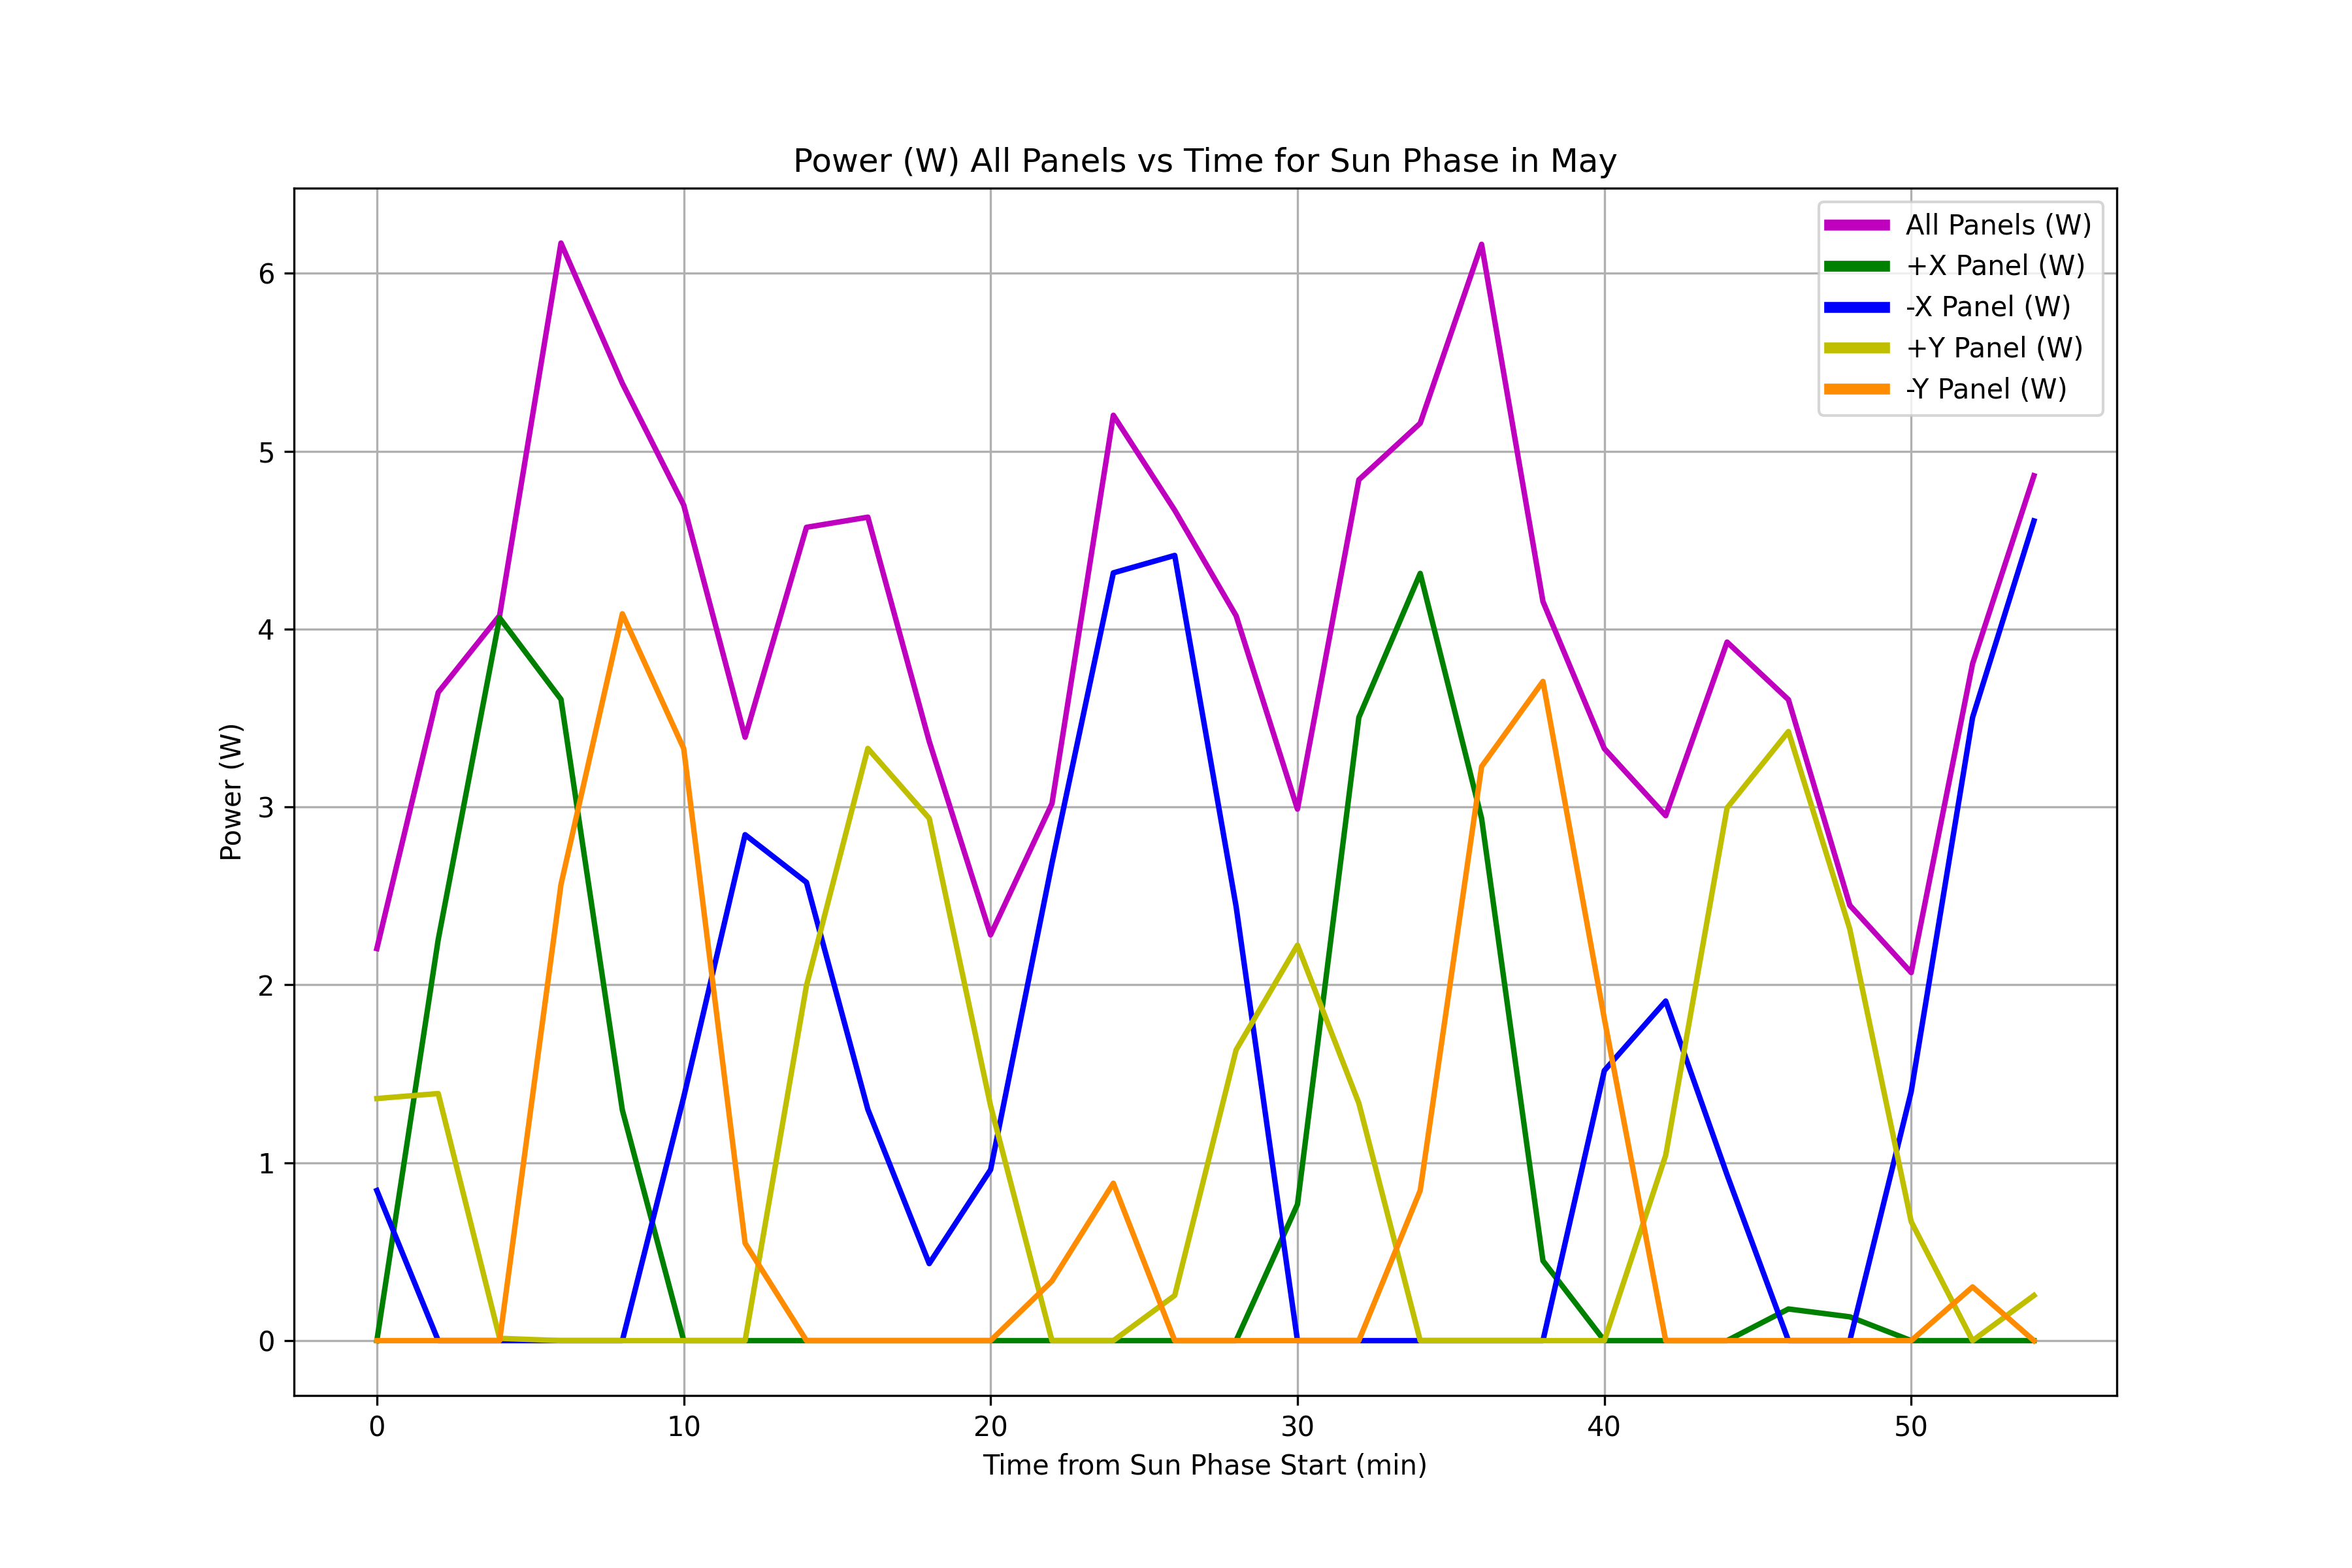 Power (W) All Panels vs Time for Sun Phase in May
All Panels (W)
+X Panel (W)
-X Panel (W)
+Y Panel (W)
-Y Panel (W)
Power (W)
6
5
4
3
2
1
0
0 10 20 30 40 50
Time from Sun Phase Start (min)